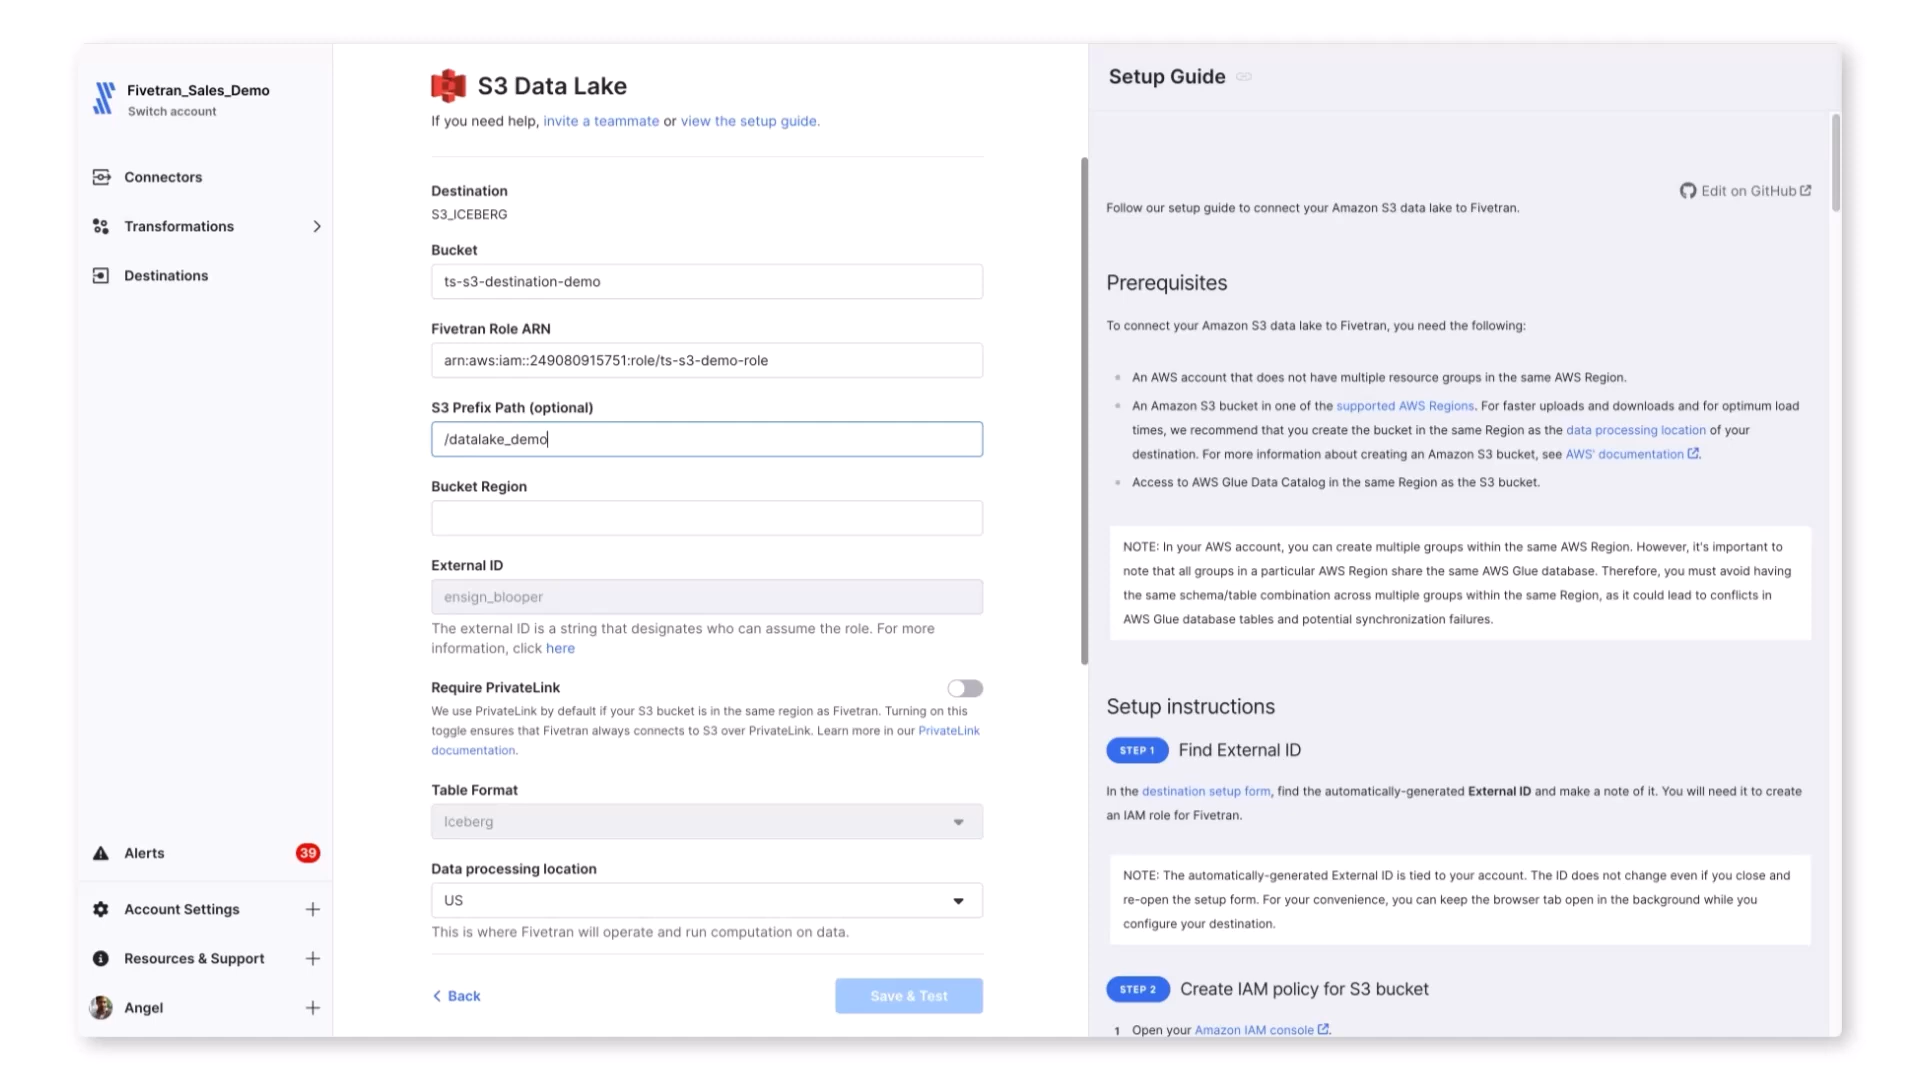 Fivetran_Sales_Demo
Switch account
Connectors
Transformations
Destinations
Alerts
39
Account Settings
Resources & Support
Angel
S3 Data Lake
If you need help, invite a teammate or view the setup guide.
Destination
S3_ICEBERG
Bucket
ts-s3-destination-demo
Fivetran Role ARN
arn:aws:iam::249080915751:role/ts-s3-demo-role
S3 Prefix Path (optional)
/datalake_demo
Bucket Region
External ID
ensign_blooper
The external ID is a string that designates who can assume the role. For more
information, click here
Require PrivateLink
We use PrivateLink by default if your S3 bucket is in the same region as Fivetran. Turning on this
toggle ensures that Fivetran always connects to S3 over PrivateLink. Learn more in our PrivateLink
documentation.
Table Format
Iceberg
Data processing location
US
This is where Fivetran will operate and run computation on data.
Back
Save & Test
Setup Guide
Edit on GitHub
Follow our setup guide to connect your Amazon S3 data lake to Fivetran.
Prerequisites
To connect your Amazon S3 data lake to Fivetran, you need the following:
An AWS account that does not have multiple resource groups in the same AWS Region.
An Amazon S3 bucket in one of the supported AWS Regions. For faster uploads and downloads and for optimum load
times, we recommend that you create the bucket in the same Region as the data processing location of your
destination. For more information about creating an Amazon S3 bucket, see AWS' documentation.
Access to AWS Glue Data Catalog in the same Region as the S3 bucket.
NOTE: In your AWS account, you can create multiple groups within the same AWS Region. However, it's important to
note that all groups in a particular AWS Region share the same AWS Glue database. Therefore, you must avoid having
the same schema/table combination across multiple groups within the same Region, as it could lead to conflicts in
AWS Glue database tables and potential synchronization failures.
Setup instructions
STEP 1 Find External ID
In the destination setup form, find the automatically-generated External ID and make a note of it. You will need it to create
an IAM role for Fivetran.
NOTE: The automatically-generated External ID is tied to your account. The ID does not change even if you close and
re-open the setup form. For your convenience, you can keep the browser tab open in the background while you
configure your destination.
STEP 2 Create IAM policy for S3 bucket
1 Open your Amazon IAM console.